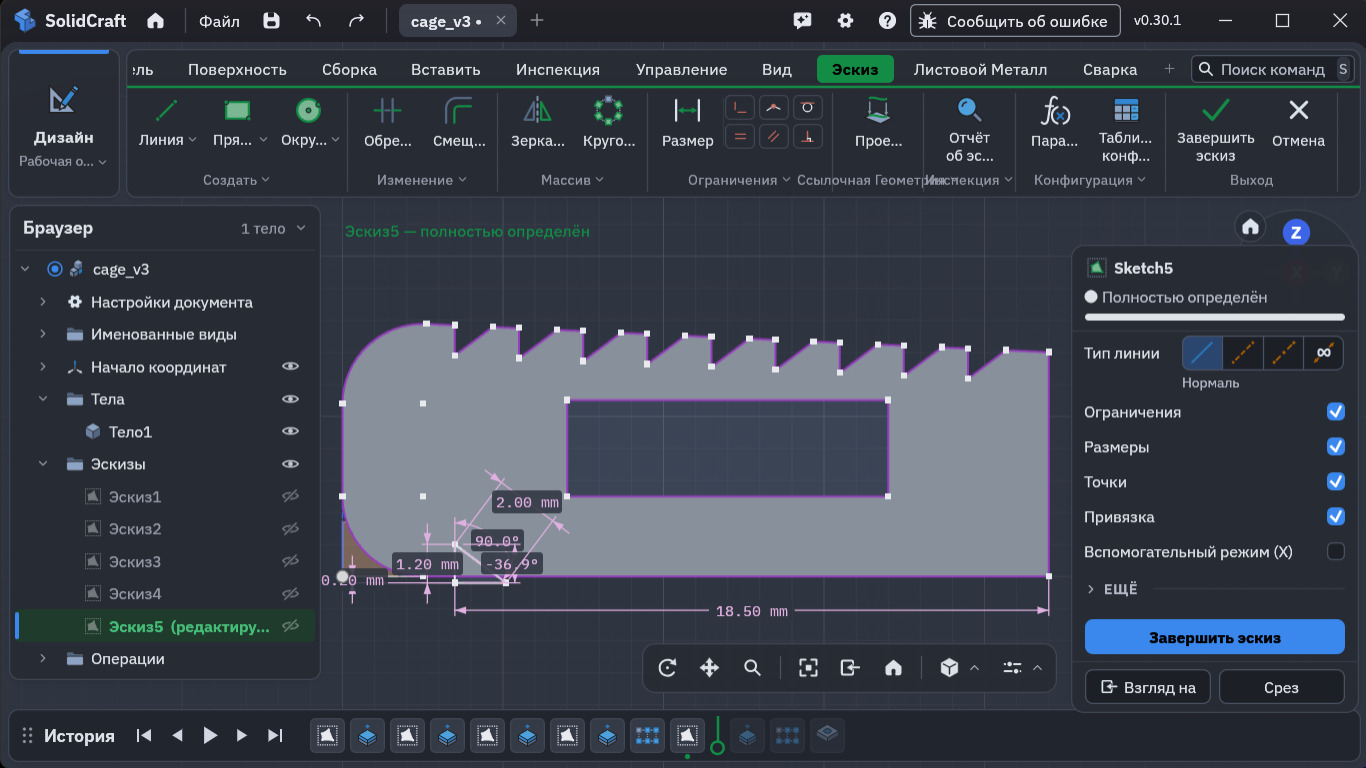 SolidCraft
Файл
cage_v3 •
Сообщить об ошибке
v0.30.1
Дизайн
Рабочая о...
ель
Поверхность
Сборка
Вставить
Инспекция
Управление
Вид
Эскиз
Листовой Металл
Сварка
Поиск команд
S
Линия
Пря...
Окру...
Обре...
Смещ...
Зерка...
Круго...
Размер
Прое...
Отчёт
об эс...
Пара...
Табли...
конф...
Завершить
эскиз
Отмена
Создать
Изменение
Массив
Ограничения
Ссылочная Геометрия
Инспекция
Конфигурация
Выход
Браузер
1 тело
cage_v3
Настройки документа
Именованные виды
Начало координат
Тела
Тело1
Эскизы
Эскиз1
Эскиз2
Эскиз3
Эскиз4
Эскиз5 (редактиру...
Операции
Эскиз5 — полностью определён
2.00 mm
90.0°
1.20 mm
-36.9°
0.20 mm
18.50 mm
Z
Sketch5
Полностью определён
Тип линии
Нормаль
Ограничения
Размеры
Точки
Привязка
Вспомогательный режим (X)
ЕЩЁ
Завершить эскиз
Взгляд на
Срез
История